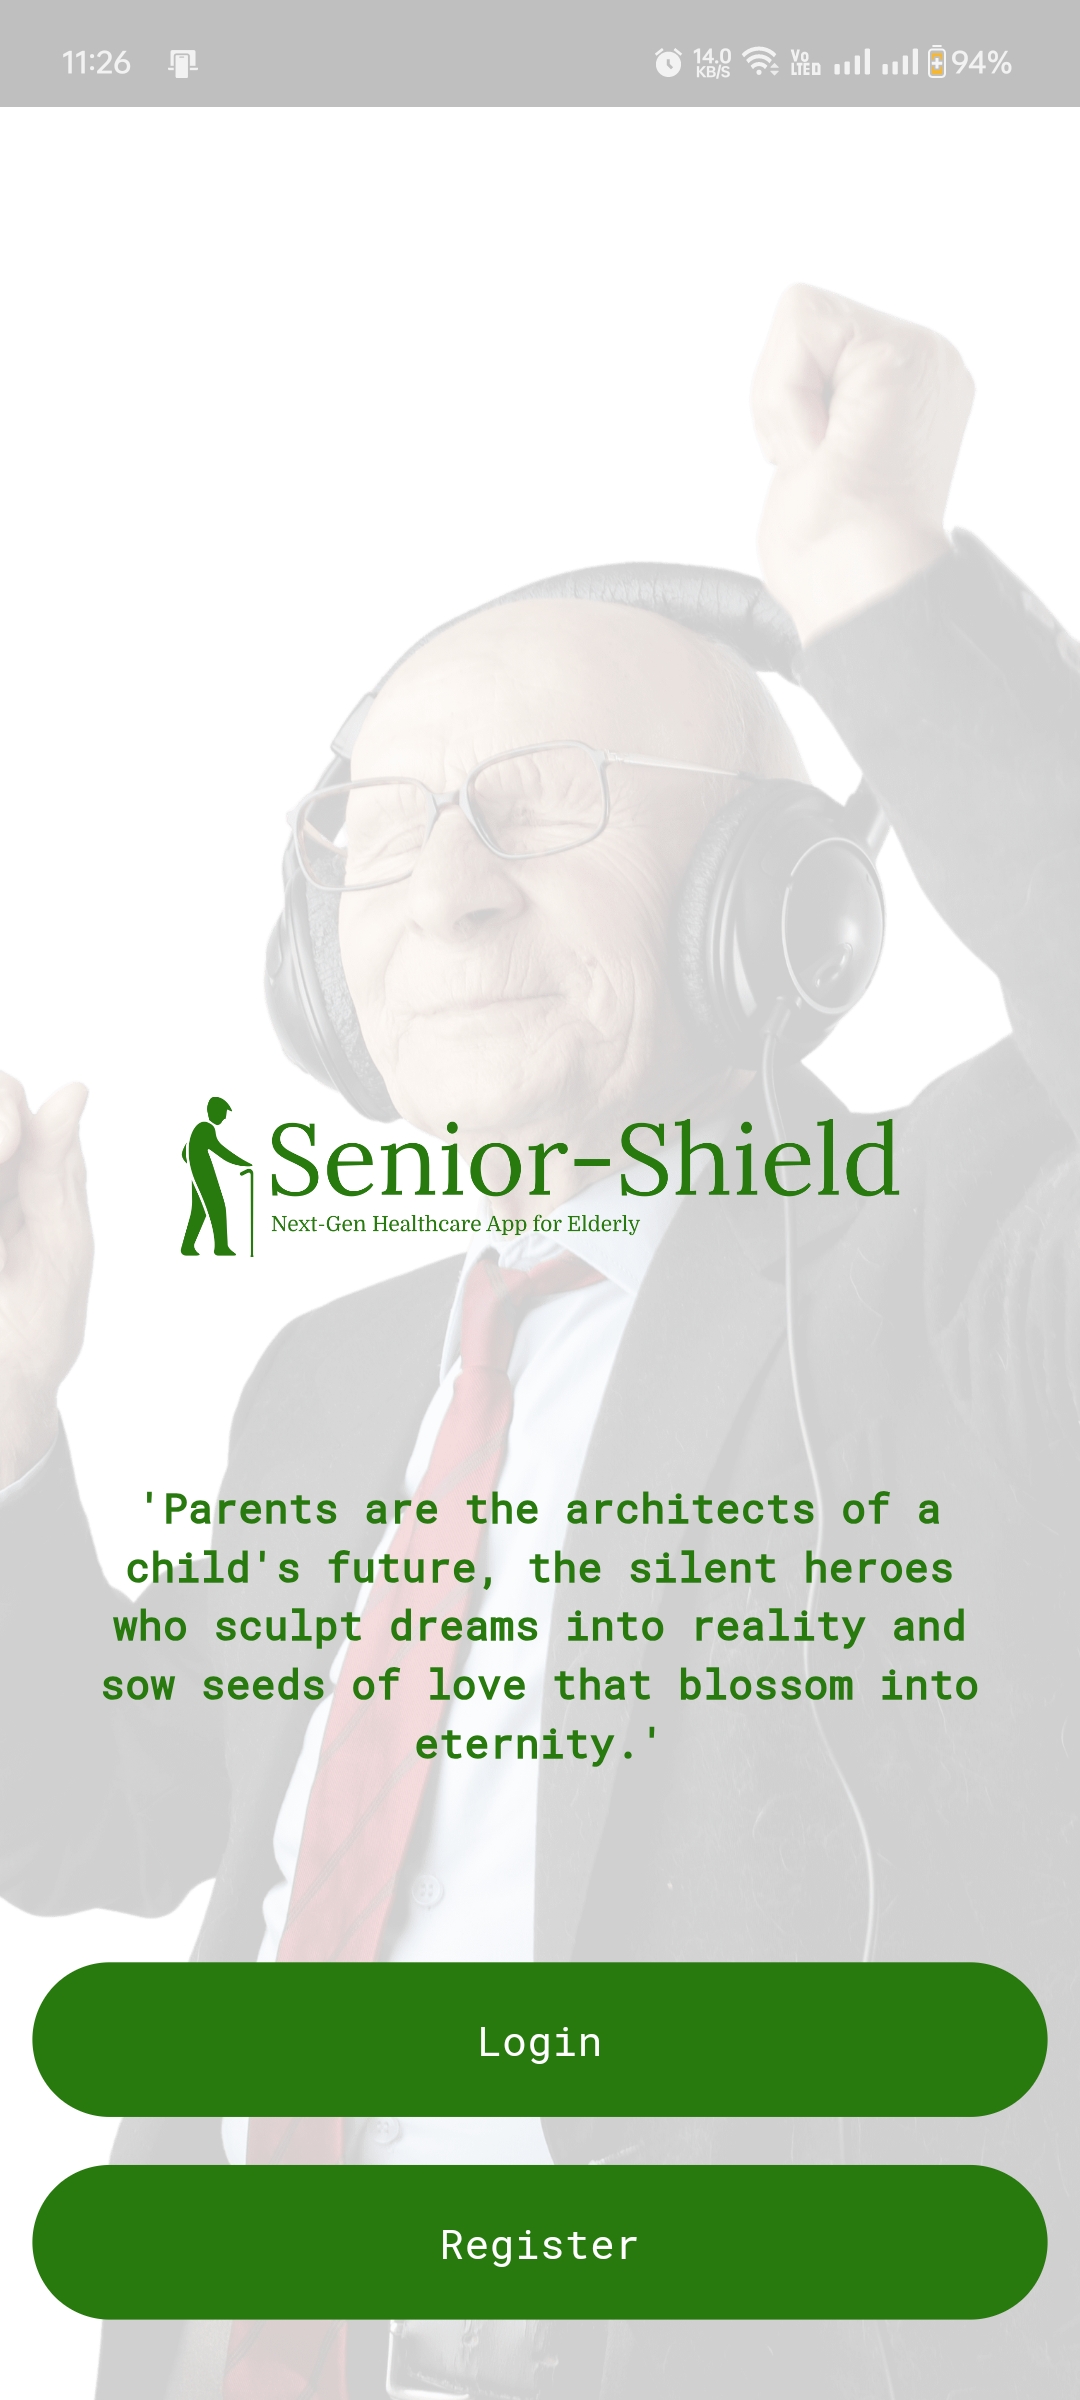 11:26
14.0
KB/S
Vo
LTED
94%
Senior-Shield
Next-Gen Healthcare App for Elderly
'Parents are the architects of a
child's future, the silent heroes
who sculpt dreams into reality and
sow seeds of love that blossom into
eternity.'
Login
Register